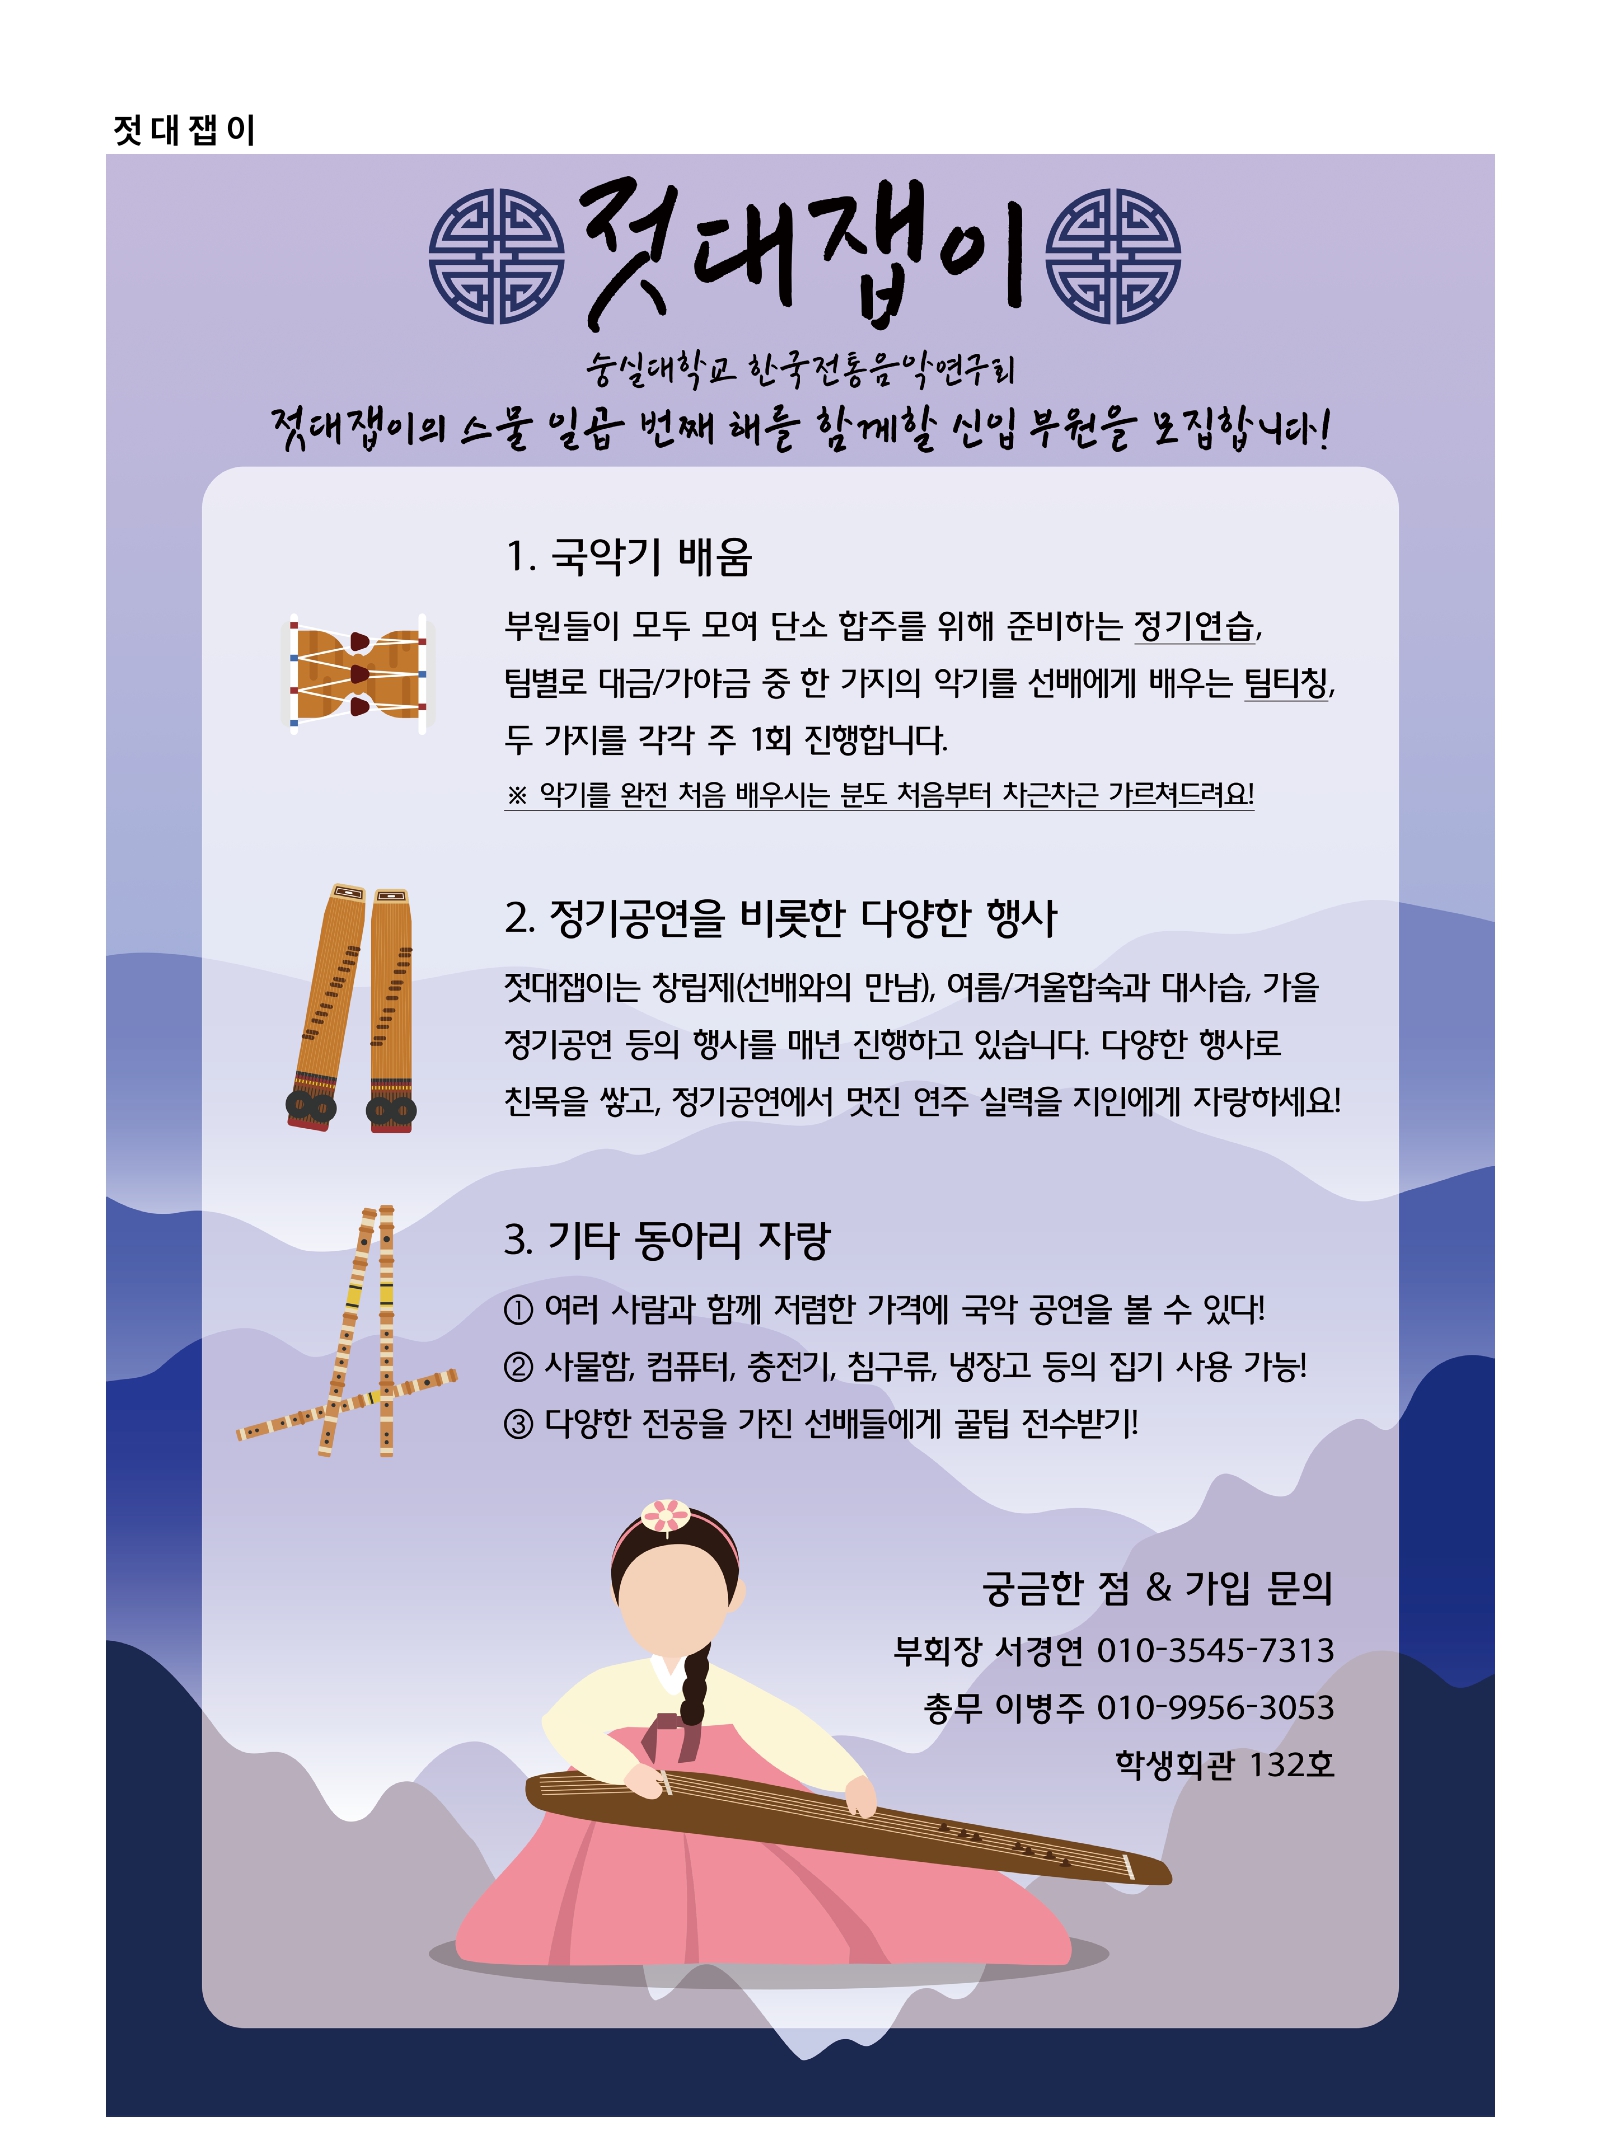 젓대잽이
젓대잽이
숭실대학교 한국전통음악연구회
젓대잽이의 스물 일곱 번째 해를 함께할 신입 부원을 모집합니다!
1. 국악기 배움
부원들이 모두 모여 단소 합주를 위해 준비하는 정기연습,
팀별로 대금/가야금 중 한 가지의 악기를 선배에게 배우는 팀티칭,
두 가지를 각각 주 1회 진행합니다.
※ 악기를 완전 처음 배우시는 분도 처음부터 차근차근 가르쳐드려요!
2. 정기공연을 비롯한 다양한 행사
젓대잽이는 창립제(선배와의 만남), 여름/겨울합숙과 대사습, 가을
정기공연 등의 행사를 매년 진행하고 있습니다. 다양한 행사로
친목을 쌓고, 정기공연에서 멋진 연주 실력을 지인에게 자랑하세요!
3. 기타 동아리 자랑
① 여러 사람과 함께 저렴한 가격에 국악 공연을 볼 수 있다!
② 사물함, 컴퓨터, 충전기, 침구류, 냉장고 등의 집기 사용 가능!
③ 다양한 전공을 가진 선배들에게 꿀팁 전수받기!
궁금한 점 & 가입 문의
부회장 서경연 010-3545-7313
총무 이병주 010-9956-3053
학생회관 132호